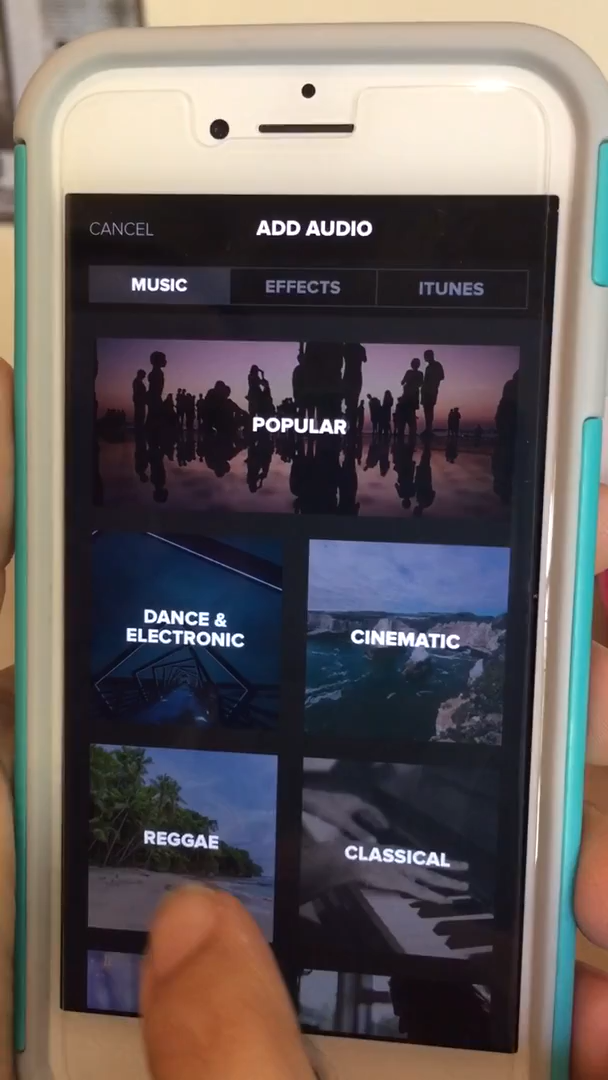 CANCEL
ADD AUDIO
MUSIC
EFFECTS
ITUNES
POPULAR
DANCE &
ELECTRONIC
CINEMATIC
REGGAE
CLASSICAL